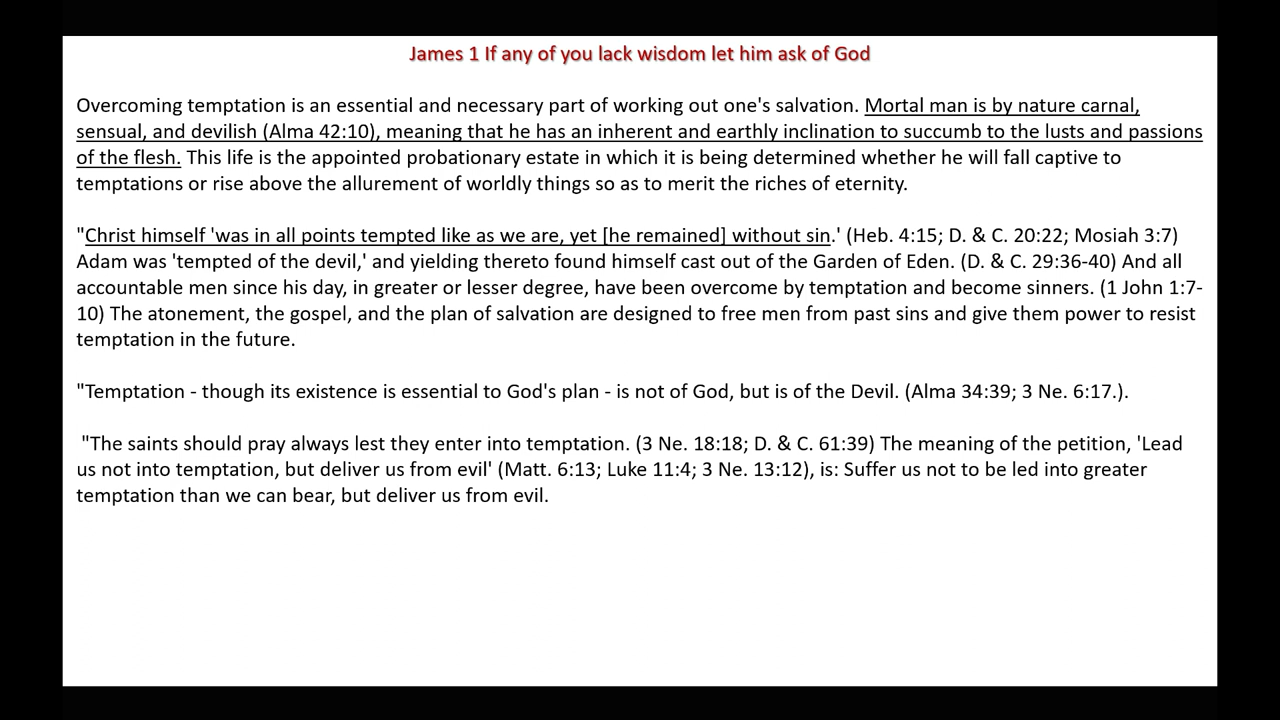 James 1 If any of you lack wisdom let him ask of God
Overcoming temptation is an essential and necessary part of working out one's salvation. Mortal man is by nature carnal,
sensual, and devilish (Alma 42:10), meaning that he has an inherent and earthly inclination to succumb to the lusts and passions
of the flesh. This life is the appointed probationary estate in which it is being determined whether he will fall captive to
temptations or rise above the allurement of worldly things so as to merit the riches of eternity.
"Christ himself 'was in all points tempted like as we are, yet [he remained] without sin.' (Heb. 4:15; D. & C. 20:22; Mosiah 3:7)
Adam was 'tempted of the devil,' and yielding thereto found himself cast out of the Garden of Eden. (D. & C. 29:36-40) And all
accountable men since his day, in greater or lesser degree, have been overcome by temptation and become sinners. (1 John 1:7-
10) The atonement, the gospel, and the plan of salvation are designed to free men from past sins and give them power to resist
temptation in the future.
"Temptation - though its existence is essential to God's plan - is not of God, but is of the Devil. (Alma 34:39; 3 Ne. 6:17.).
"The saints should pray always lest they enter into temptation. (3 Ne. 18:18; D. & C. 61:39) The meaning of the petition, 'Lead
us not into temptation, but deliver us from evil' (Matt. 6:13; Luke 11:4; 3 Ne. 13:12), is: Suffer us not to be led into greater
temptation than we can bear, but deliver us from evil.